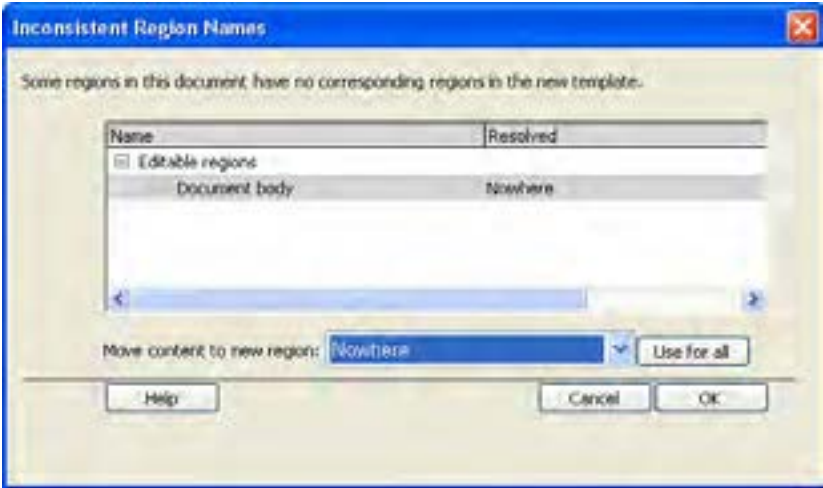 Inconsistent Region Names
Some regions in this document have no corresponding regions in the new template.
Name Resolved
Editable regions
Document body Nowhere
Move content to new region: Nowhere Use for all
Help Cancel OK